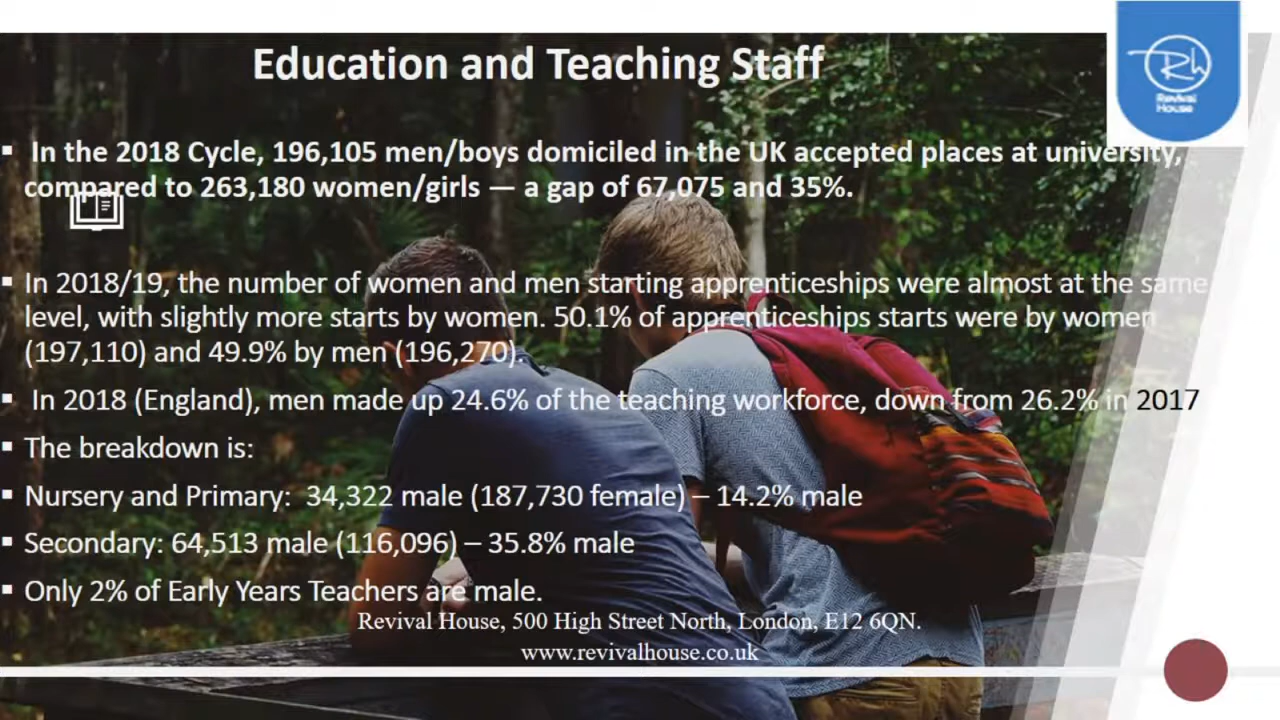 Education and Teaching Staff
Rh
Revival
House
▪ In the 2018 Cycle, 196,105 men/boys domiciled in the UK accepted places at university,
compared to 263,180 women/girls — a gap of 67,075 and 35%.
▪ In 2018/19, the number of women and men starting apprenticeships were almost at the same
level, with slightly more starts by women. 50.1% of apprenticeships starts were by women
(197,110) and 49.9% by men (196,270).
▪ In 2018 (England), men made up 24.6% of the teaching workforce, down from 26.2% in 2017
▪ The breakdown is:
▪ Nursery and Primary: 34,322 male (187,730 female) – 14.2% male
▪ Secondary: 64,513 male (116,096) – 35.8% male
▪ Only 2% of Early Years Teachers are male.
Revival House, 500 High Street North, London, E12 6QN.
www.revivalhouse.co.uk